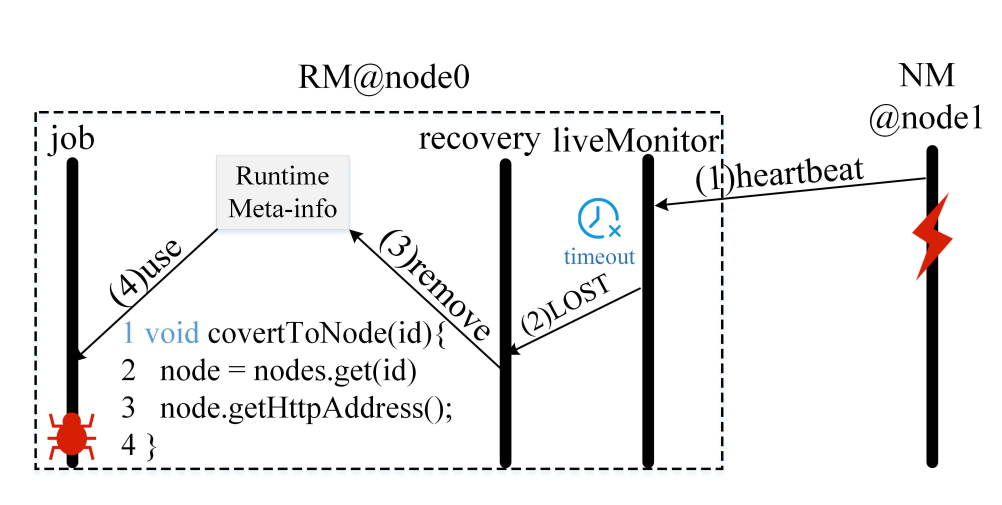 RM@node0
NM
@node1
job
recovery
liveMonitor
Runtime
Meta-info
(1)heartbeat
timeout
(2)LOST
(3)remove
(4)use
1 void covertToNode(id){
2 node = nodes.get(id)
3 node.getHttpAddress();
4 }